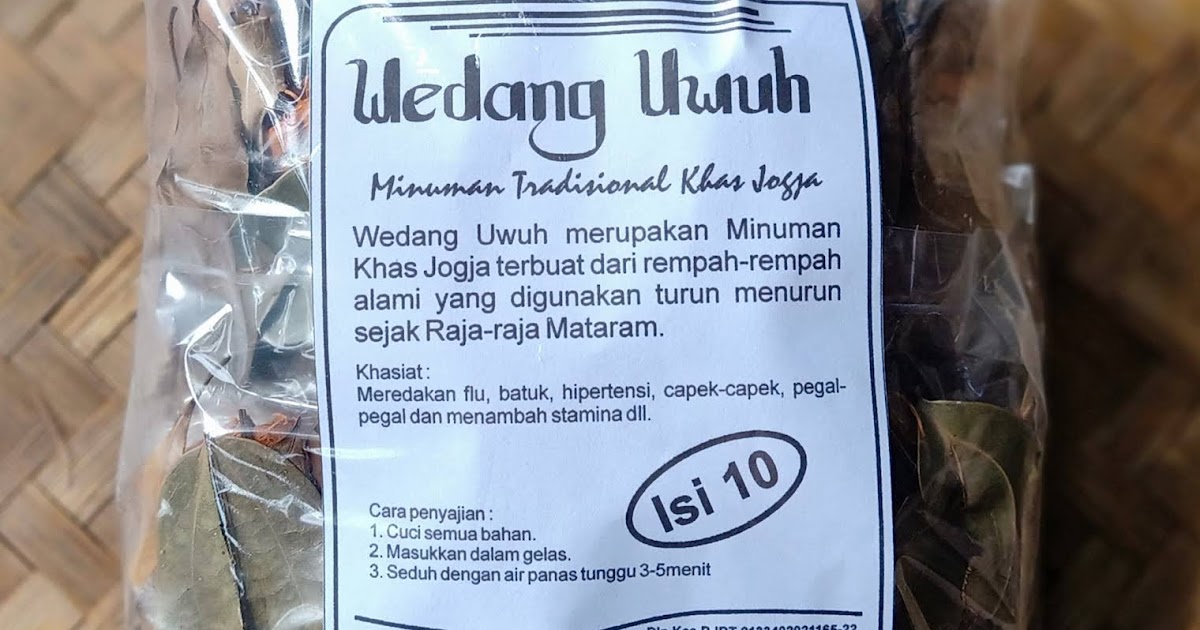 Wedang Uwuh
Minuman Tradisional Khas Jogja
Wedang Uwuh merupakan Minuman
Khas Jogja terbuat dari rempah-rempah
alami yang digunakan turun menurun
sejak Raja-raja Mataram.
Khasiat :
Meredakan flu, batuk, hipertensi, capek-capek, pegal-
pegal dan menambah stamina dll.
Isi 10
Cara penyajian :
1. Cuci semua bahan.
2. Masukkan dalam gelas.
3. Seduh dengan air panas tunggu 3-5menit